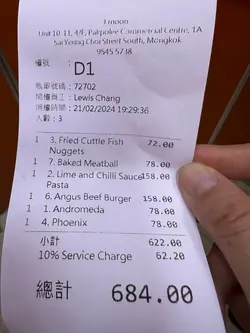 Imoon
Unit 10-11, 4/F, Pakpolee Commercial Centre, 1A
Sai Yeung Choi Street South, Mongkok
9545 5738
檯號 :
D1
帳單號碼 : 72702
開檯員工 : Lewis Chang
開檯時間 : 21/02/2024 19:29:36
人數 : 3
1 3. Fried Cuttle Fish Nuggets 72.00
1 7. Baked Meatball 78.00
1 2. Lime and Chilli Sauce Pasta 158.00
1 6. Angus Beef Burger 158.00
1 1. Andromeda 78.00
1 4. Phoenix 78.00
小計 622.00
10% Service Charge 62.20
總計 684.00